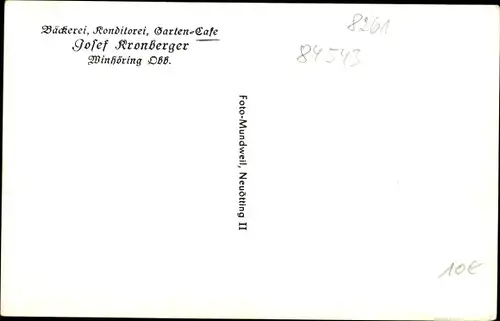 Bäckerei, Konditorei, Garten-Cafe
Josef Kronberger
Winhöring Obb.
8261
84543
Foto-Mundweil, Neuötting II
10€